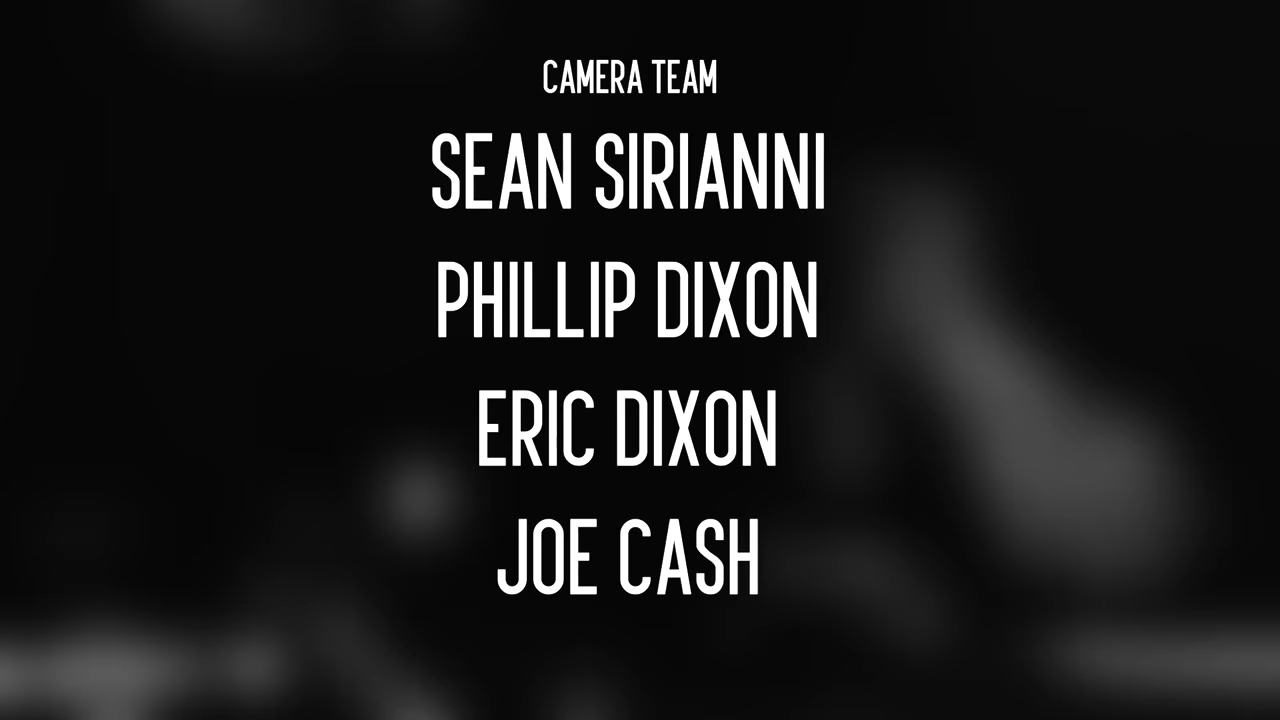 CAMERA TEAM
SEAN SIRIANNI
PHILLIP DIXON
ERIC DIXON
JOE CASH